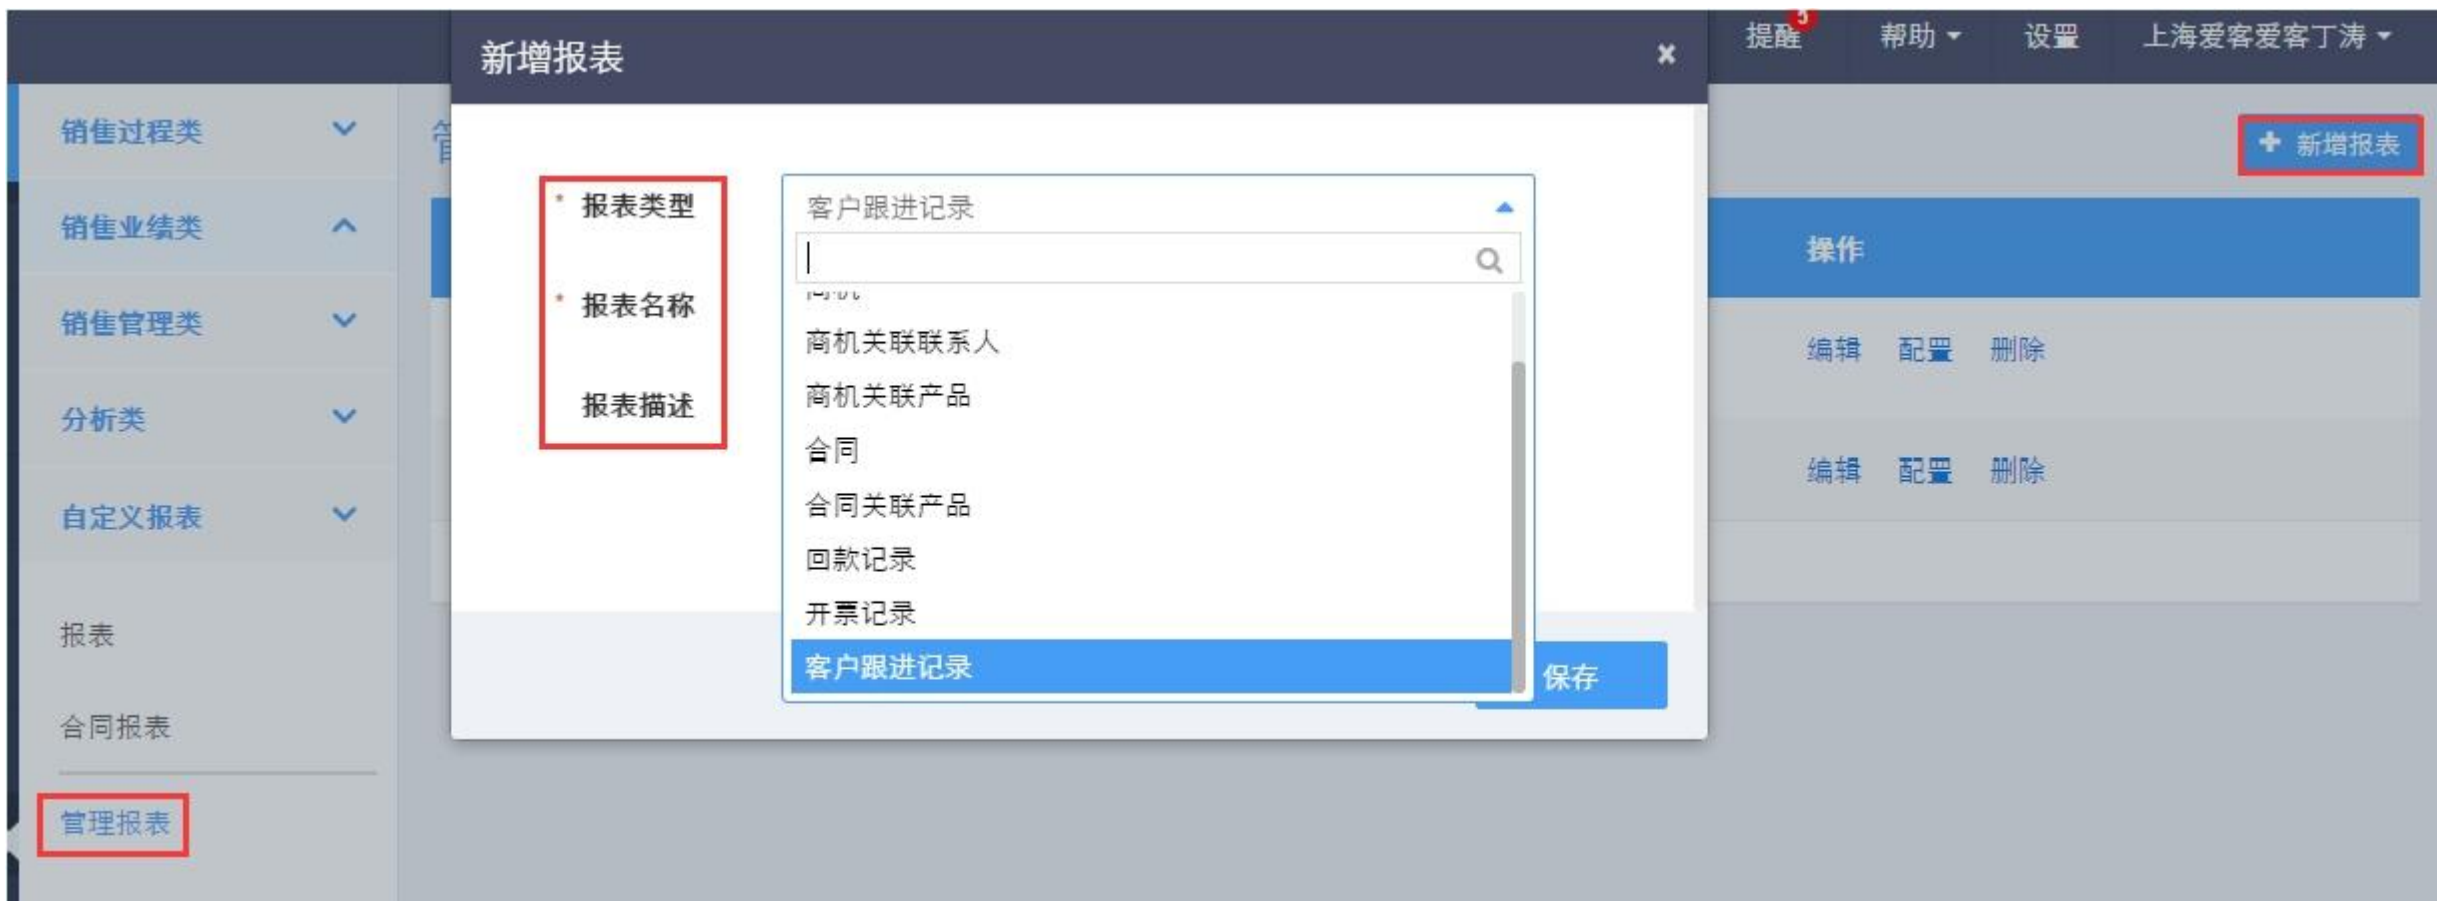 提醒 5 帮助 设置 上海爱客爱客丁涛
新增报表
销售过程类
销售业绩类
销售管理类
分析类
自定义报表
报表
合同报表
管理报表
* 报表类型
* 报表名称
报表描述
客户跟进记录
商机
商机关联联系人
商机关联产品
合同
合同关联产品
回款记录
开票记录
客户跟进记录
保存
新增报表
操作
编辑 配置 删除
编辑 配置 删除